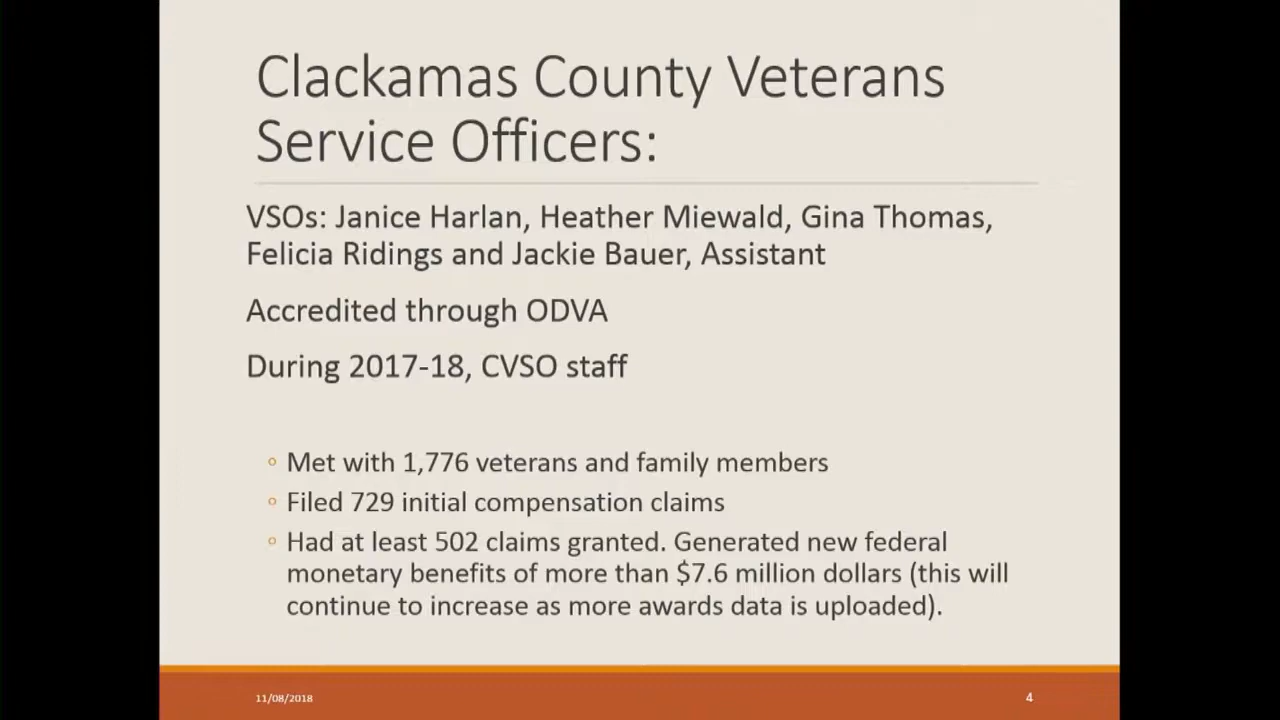 Clackamas County Veterans
Service Officers:
VSOs: Janice Harlan, Heather Miewald, Gina Thomas,
Felicia Ridings and Jackie Bauer, Assistant
Accredited through ODVA
During 2017-18, CVSO staff
◦ Met with 1,776 veterans and family members
◦ Filed 729 initial compensation claims
◦ Had at least 502 claims granted. Generated new federal
monetary benefits of more than $7.6 million dollars (this will
continue to increase as more awards data is uploaded).
11/08/2018
4